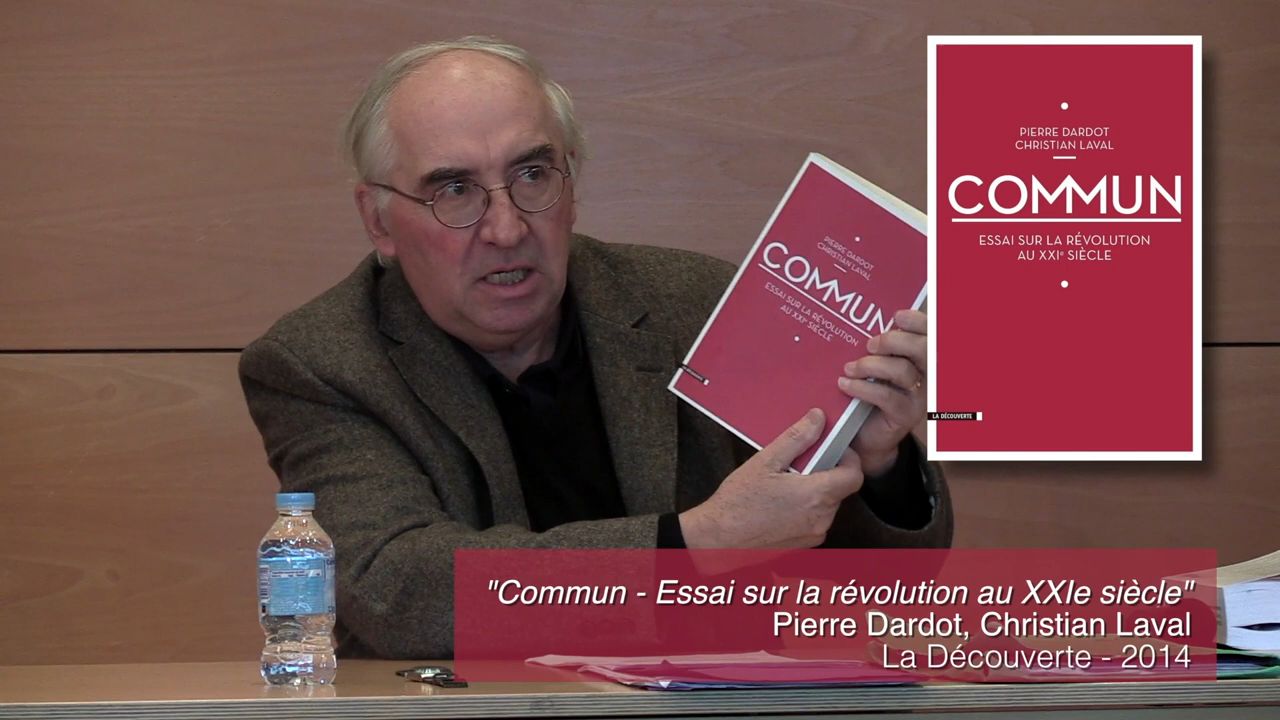 PIERRE DARDOT
CHRISTIAN LAVAL
COMMUN
ESSAI SUR LA RÉVOLUTION
AU XXIᵉ SIÈCLE
LA DÉCOUVERTE
PIERRE DARDOT
CHRISTIAN LAVAL
COMMUN
ESSAI SUR LA RÉVOLUTION
AU XXIᵉ SIÈCLE
"Commun - Essai sur la révolution au XXIe siècle"
Pierre Dardot, Christian Laval
La Découverte - 2014